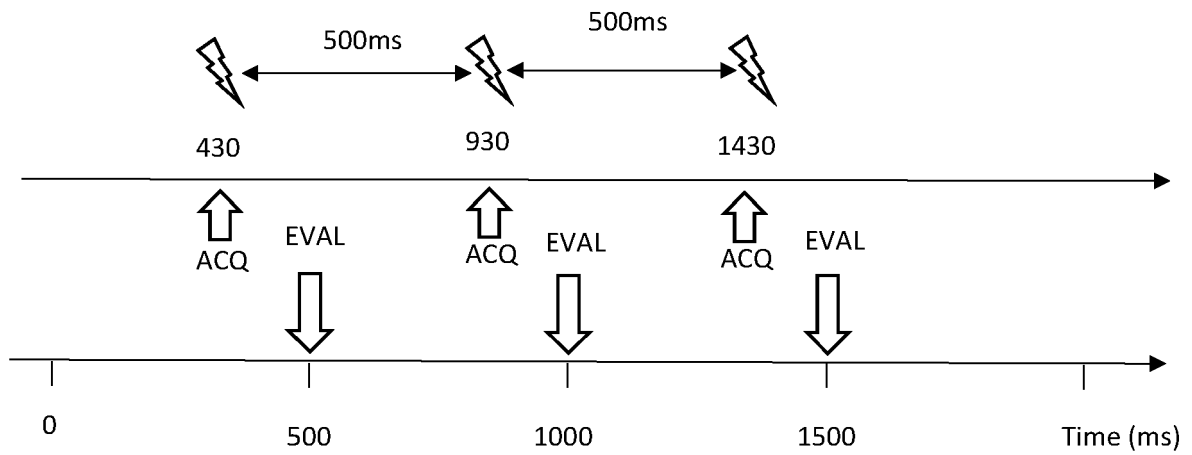 500ms
500ms
430
930
1430
ACQ
EVAL
ACQ
EVAL
ACQ
EVAL
0
500
1000
1500
Time (ms)